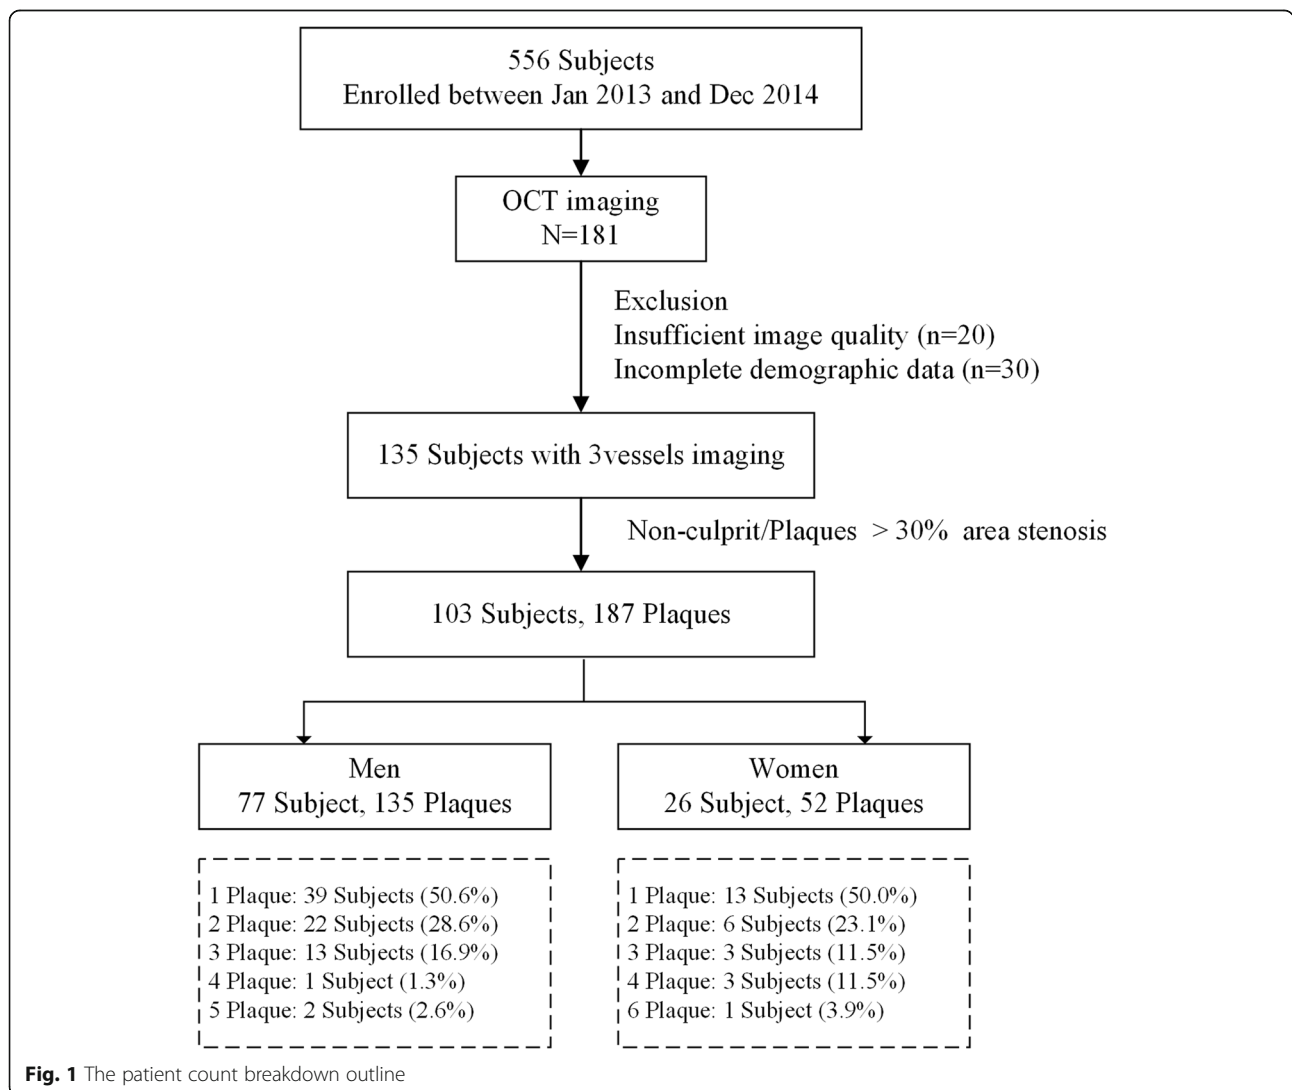 556 Subjects
Enrolled between Jan 2013 and Dec 2014
OCT imaging
N=181
Exclusion
Insufficient image quality (n=20)
Incomplete demographic data (n=30)
135 Subjects with 3vessels imaging
Non-culprit/Plaques > 30% area stenosis
103 Subjects, 187 Plaques
Men
77 Subject, 135 Plaques
Women
26 Subject, 52 Plaques
1 Plaque: 39 Subjects (50.6%)
2 Plaque: 22 Subjects (28.6%)
3 Plaque: 13 Subjects (16.9%)
4 Plaque: 1 Subject (1.3%)
5 Plaque: 2 Subjects (2.6%)
1 Plaque: 13 Subjects (50.0%)
2 Plaque: 6 Subjects (23.1%)
3 Plaque: 3 Subjects (11.5%)
4 Plaque: 3 Subjects (11.5%)
6 Plaque: 1 Subject (3.9%)
Fig. 1 The patient count breakdown outline